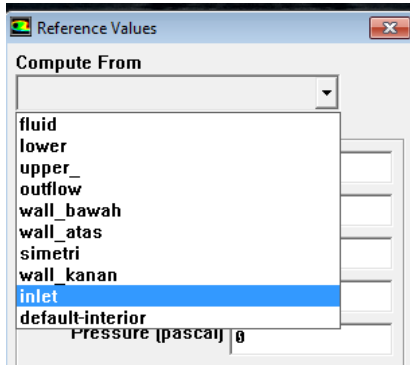 Reference Values
Compute From
fluid
lower
upper_
outflow
wall_bawah
wall_atas
simetri
wall_kanan
inlet
default-interior
Pressure (pascal) 0